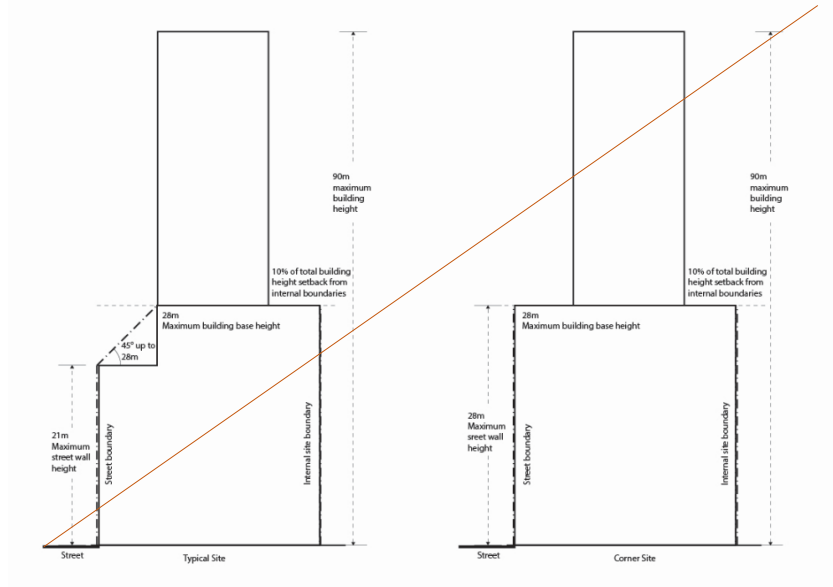 90m
maximum
building
height
10% of total building
height setback from
internal boundaries
28m
Maximum building base height
45° up to
28m
21m
Maximum
street wall
height
Street boundary
Internal site boundary
Street
Typical Site
90m
maximum
building
height
10% of total building
height setback from
internal boundaries
28m
Maximum building base height
28m
Maximum
sreet wall
height
Street boundary
Internal site boundary
Street
Corner Site